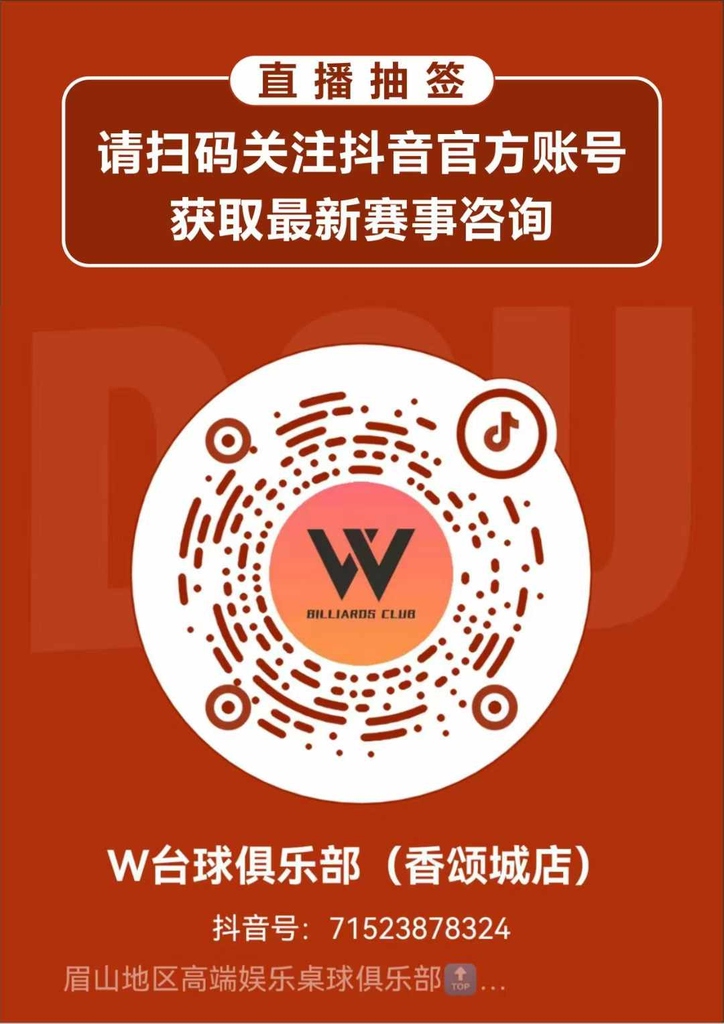 直播抽签
请扫码关注抖音官方账号
获取最新赛事咨询
W
BILLIARDS CLUB
W台球俱乐部（香颂城店）
抖音号：71523878324
眉山地区高端娱乐桌球俱乐部🔝...